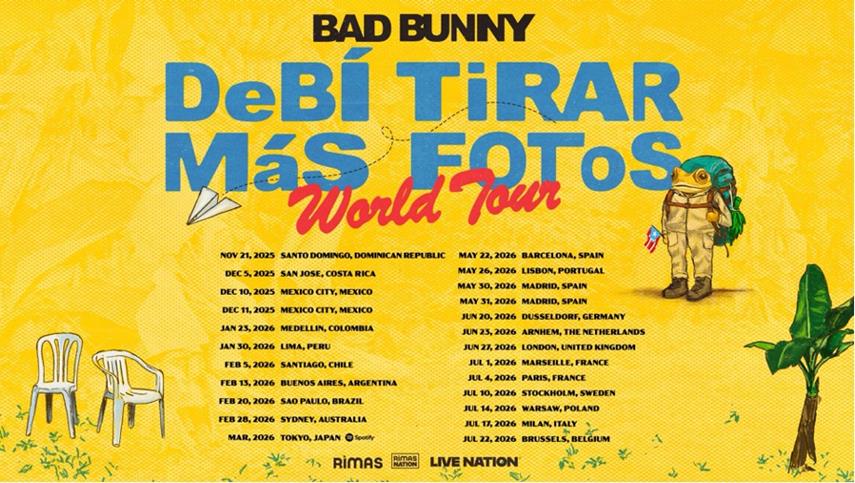 BAD BUNNY
DeBÍ TiRAR
MáS FOToS
World Tour
NOV 21, 2025 SANTO DOMINGO, DOMINICAN REPUBLIC
DEC 5, 2025 SAN JOSE, COSTA RICA
DEC 10, 2025 MEXICO CITY, MEXICO
DEC 11, 2025 MEXICO CITY, MEXICO
JAN 23, 2026 MEDELLIN, COLOMBIA
JAN 30, 2026 LIMA, PERU
FEB 5, 2026 SANTIAGO, CHILE
FEB 13, 2026 BUENOS AIRES, ARGENTINA
FEB 20, 2026 SAO PAULO, BRAZIL
FEB 28, 2026 SYDNEY, AUSTRALIA
MAR, 2026 TOKYO, JAPAN Spotify
MAY 22, 2026 BARCELONA, SPAIN
MAY 26, 2026 LISBON, PORTUGAL
MAY 30, 2026 MADRID, SPAIN
MAY 31, 2026 MADRID, SPAIN
JUN 20, 2026 DUSSELDORF, GERMANY
JUN 23, 2026 ARNHEM, THE NETHERLANDS
JUN 27, 2026 LONDON, UNITED KINGDOM
JUL 1, 2026 MARSEILLE, FRANCE
JUL 4, 2026 PARIS, FRANCE
JUL 10, 2026 STOCKHOLM, SWEDEN
JUL 14, 2026 WARSAW, POLAND
JUL 17, 2026 MILAN, ITALY
JUL 22, 2026 BRUSSELS, BELGIUM
RiMAS
RiMAS
NATION
LIVE NATION